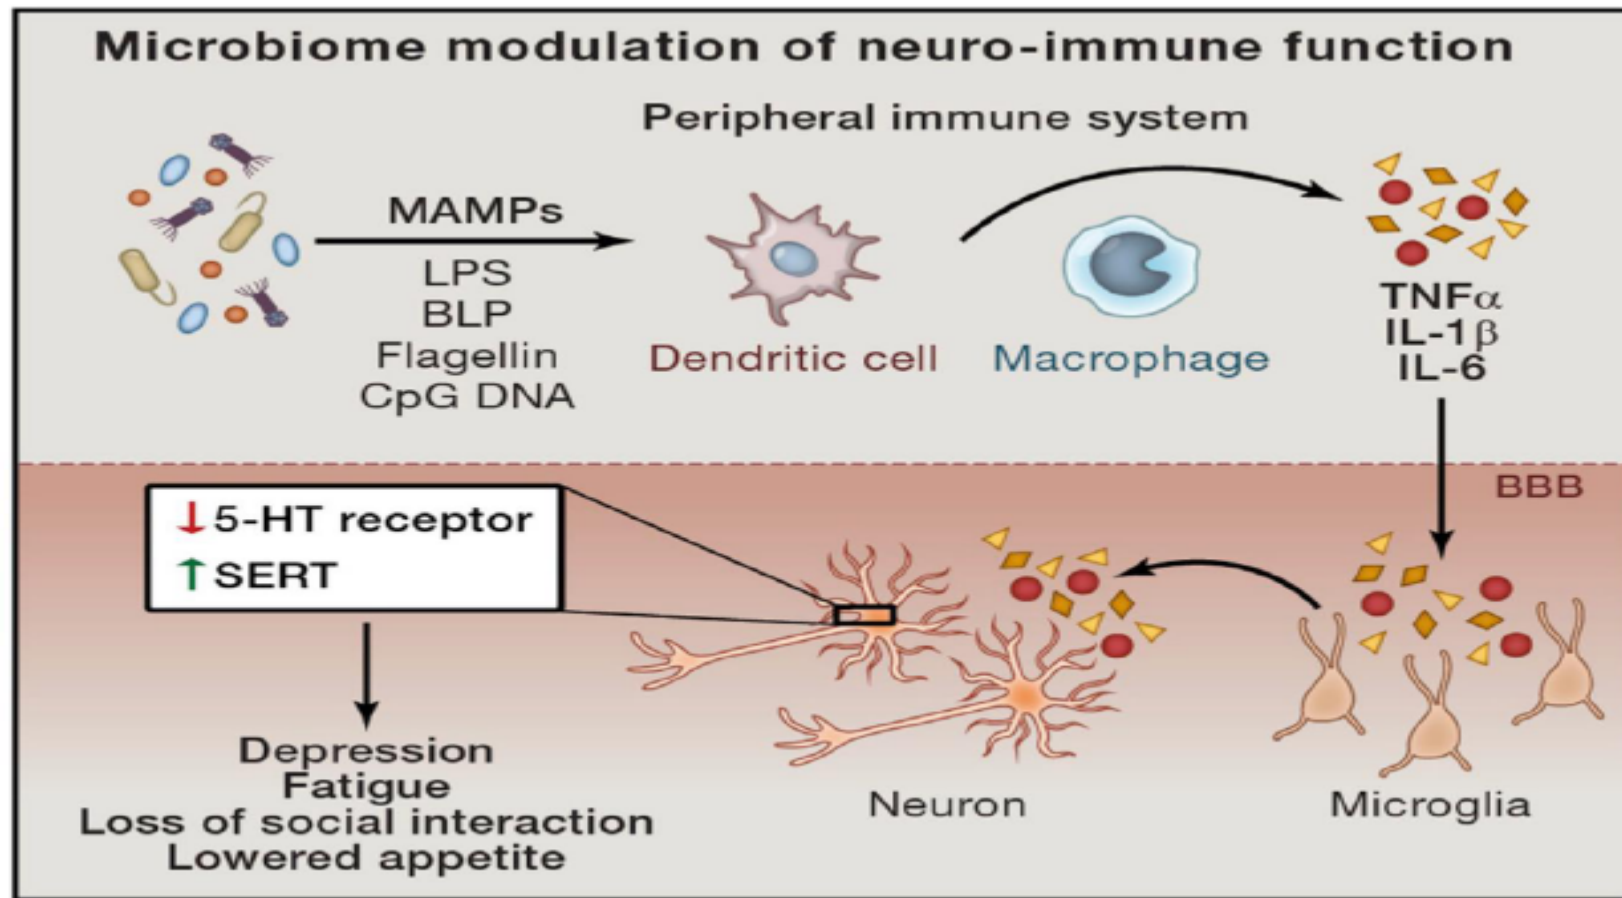 Microbiome modulation of neuro-immune function
Peripheral immune system
MAMPs
LPS
BLP
Flagellin
CpG DNA
Dendritic cell
Macrophage
TNFα
IL-1β
IL-6
BBB
↓5-HT receptor
↑SERT
Depression
Fatigue
Loss of social interaction
Lowered appetite
Neuron
Microglia